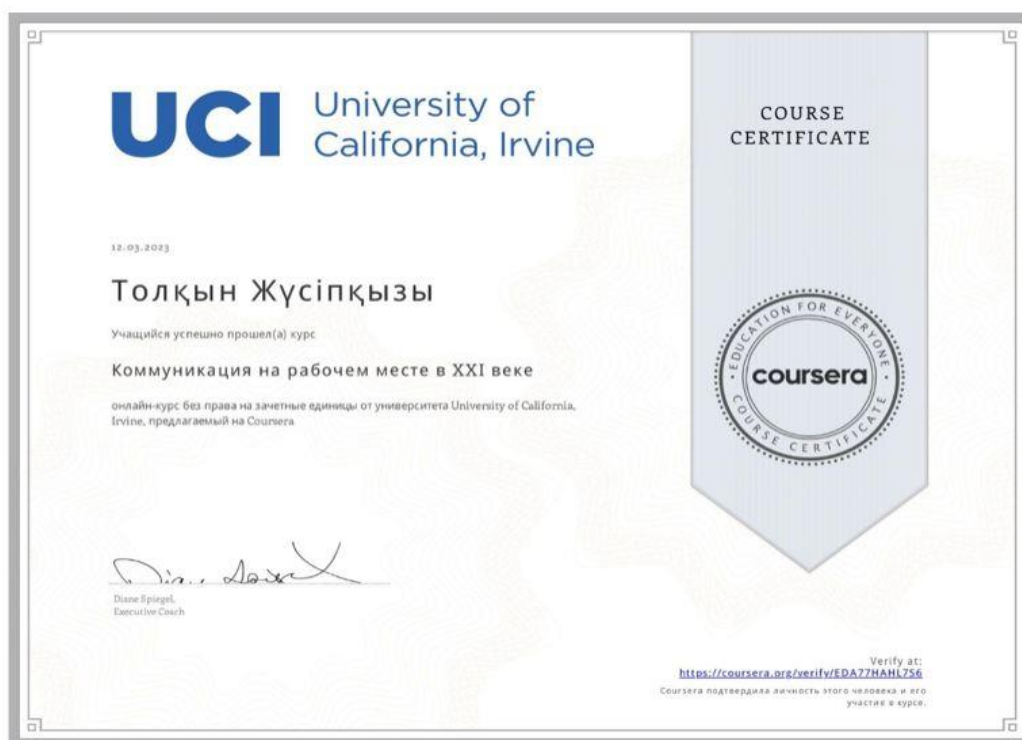 UCI University of
California, Irvine
COURSE
CERTIFICATE
12.03.2023
Толқын Жүсіпқызы
Учащийся успешно прошел(а) курс
Коммуникация на рабочем месте в XXI веке
онлайн-курс без права на зачетные единицы от университета University of California,
Irvine, предлагаемый на Coursera
EDUCATION FOR EVERYONE
coursera
COURSE CERTIFICATE
Diane Spiegel,
Executive Coach
Verify at:
https://coursera.org/verify/EDA77HAHL7S6
Coursera подтвердила личность этого человека и его
участие в курсе.